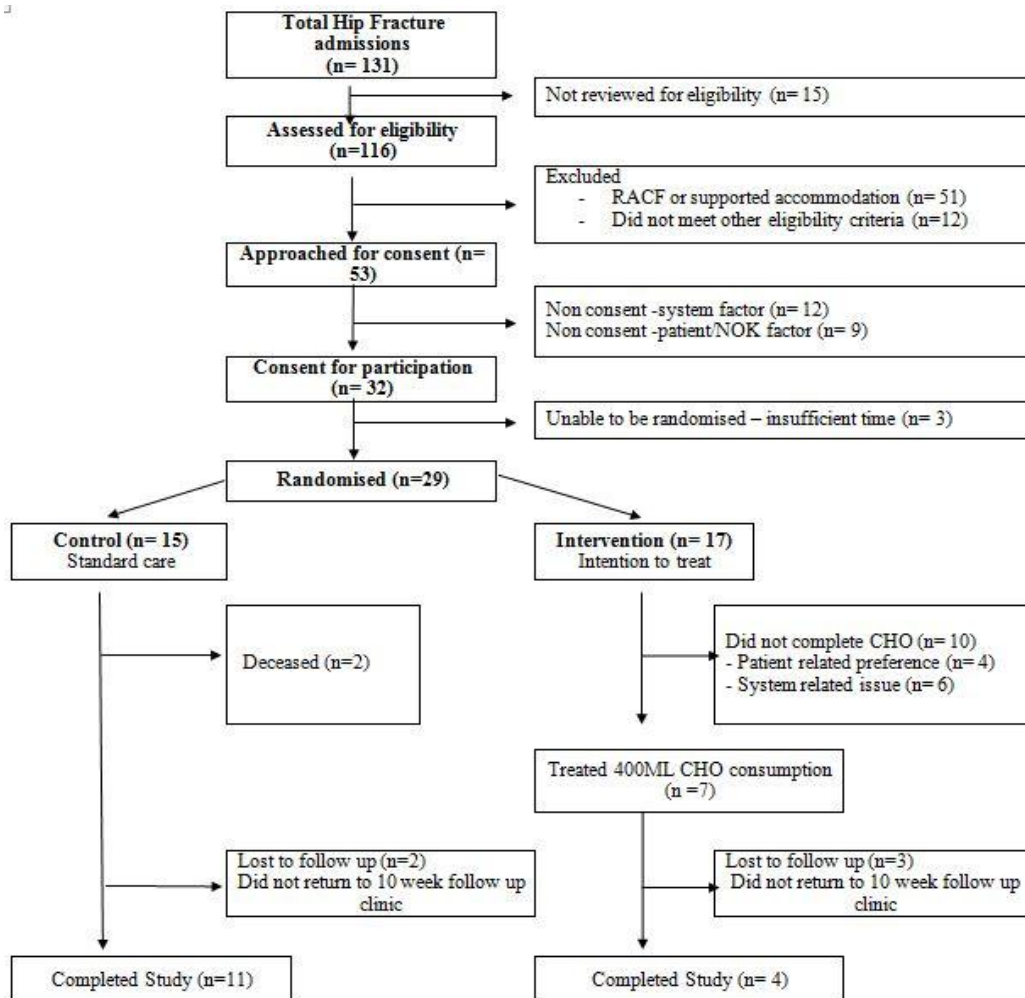 Total Hip Fracture
admissions
(n= 131)
Not reviewed for eligibility (n= 15)
Assessed for eligibility
(n=116)
Excluded
- RACF or supported accommodation (n= 51)
- Did not meet other eligibility criteria (n=12)
Approached for consent (n=
53)
Non consent -system factor (n= 12)
Non consent -patient/NOK factor (n= 9)
Consent for participation
(n= 32)
Unable to be randomised – insufficient time (n= 3)
Randomised (n=29)
Control (n= 15)
Standard care
Intervention (n= 17)
Intention to treat
Deceased (n=2)
Did not complete CHO (n= 10)
- Patient related preference (n= 4)
- System related issue (n= 6)
Treated 400ML CHO consumption
(n =7)
Lost to follow up (n=2)
Did not return to 10 week follow up
clinic
Lost to follow up (n=3)
Did not return to 10 week follow up
clinic
Completed Study (n=11)
Completed Study (n= 4)